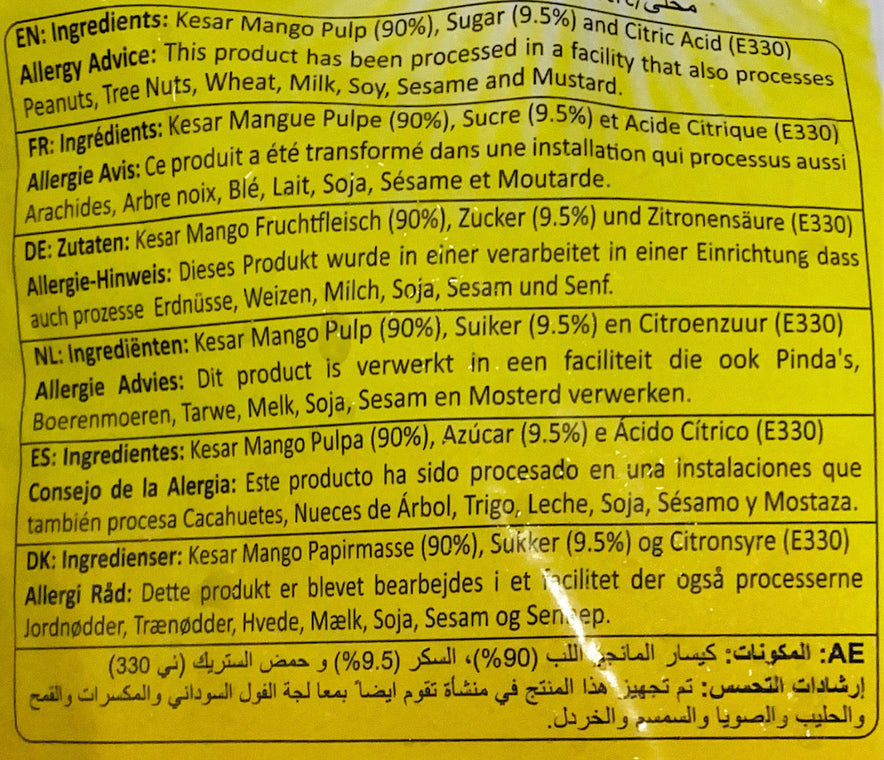 EN: Ingredients: Kesar Mango Pulp (90%), Sugar (9.5%) and Citric Acid (E330)
Allergy Advice: This product has been processed in a facility that also processes
Peanuts, Tree Nuts, Wheat, Milk, Soy, Sesame and Mustard.
FR: Ingrédients: Kesar Mangue Pulpe (90%), Sucre (9.5%) et Acide Citrique (E330)
Allergie Avis: Ce produit a été transformé dans une installation qui processus aussi
Arachides, Arbre noix, Blé, Lait, Soja, Sésame et Moutarde.
DE: Zutaten: Kesar Mango Fruchtfleisch (90%), Zucker (9.5%) und Zitronensäure (E330)
Allergie-Hinweis: Dieses Produkt wurde in einer verarbeitet in einer Einrichtung dass
auch prozesse Erdnüsse, Weizen, Milch, Soja, Sesam und Senf.
NL: Ingrediënten: Kesar Mango Pulp (90%), Suiker (9.5%) en Citroenzuur (E330)
Allergie Advies: Dit product is verwerkt in een faciliteit die ook Pinda's,
Boerenmoeren, Tarwe, Melk, Soja, Sesam en Mosterd verwerken.
ES: Ingredientes: Kesar Mango Pulpa (90%), Azúcar (9.5%) e Ácido Cítrico (E330)
Consejo de la Alergia: Este producto ha sido procesado en una instalaciones que
también procesa Cacahuetes, Nueces de Árbol, Trigo, Leche, Soja, Sésamo y Mostaza.
DK: Ingredienser: Kesar Mango Papirmasse (90%), Sukker (9.5%) og Citronsyre (E330)
Allergi Råd: Dette produkt er blevet bearbejdes i et facilitet der også processerne
Jordnødder, Trænødder, Hvede, Mælk, Soja, Sesam og
AE: المكونات: كيسار المانجو اللب (90%)، السكر (9.5%) و حمض الستريك (ئي 330)
إرشادات التحسس: تم تجهيز هذا المنتج في منشأة تقوم ايضاً بمعا لجة الفول السوداني و المكسرات و القمح
و الحليب و الصويا و السمسم و الخردل.